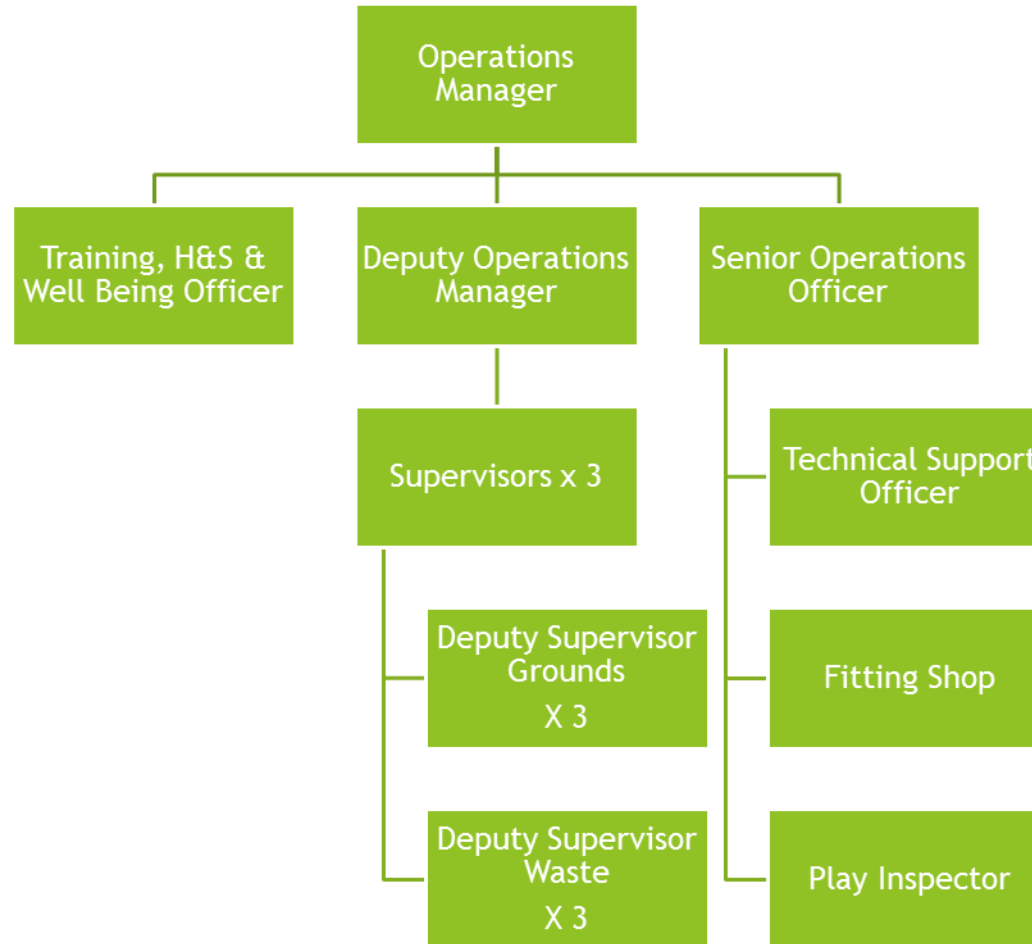 Operations
Manager
Training, H&S &
Well Being Officer
Deputy Operations
Manager
Senior Operations
Officer
Supervisors x 3
Technical Support
Officer
Deputy Supervisor
Grounds
X 3
Fitting Shop
Deputy Supervisor
Waste
X 3
Play Inspector